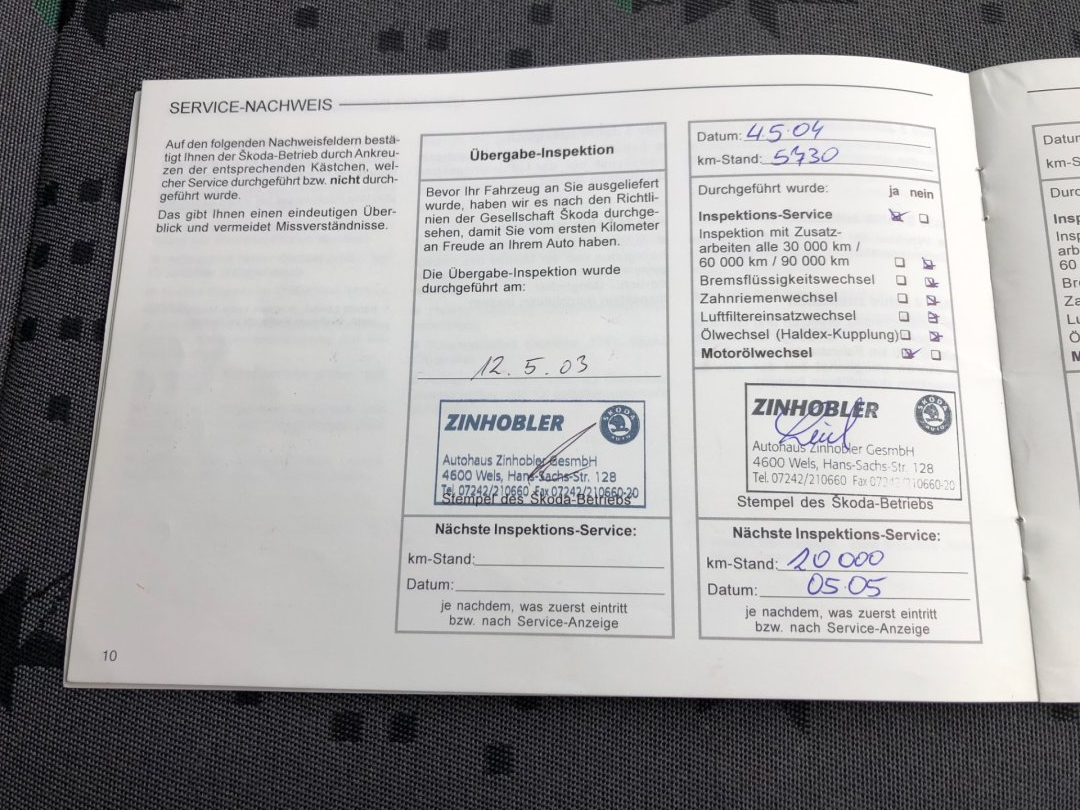 SERVICE-NACHWEIS
Auf den folgenden Nachweisfeldern bestä-
tigt Ihnen der Škoda-Betrieb durch Ankreu-
zen der entsprechenden Kästchen, wel-
cher Service durchgeführt bzw. nicht durch-
geführt wurde.
Das gibt Ihnen einen eindeutigen Über-
blick und vermeidet Missverständnisse.
10
Übergabe-Inspektion
Bevor Ihr Fahrzeug an Sie ausgeliefert
wurde, haben wir es nach den Richtli-
nien der Gesellschaft Škoda durchge-
sehen, damit Sie vom ersten Kilometer
an Freude an Ihrem Auto haben.
Die Übergabe-Inspektion wurde
durchgeführt am:
12.5.03
ZINHOBLER
ŠKODA
AUTO
Autohaus Zinhobler GesmbH
4600 Wels, Hans-Sachs-Str. 128
Tel. 07242/210660 Fax 07242/210660-20
Stempel des Škoda-Betriebs
Nächste Inspektions-Service:
km-Stand:
Datum:
je nachdem, was zuerst eintritt
bzw. nach Service-Anzeige
Datum: 4.5.04
km-Stand: 5730
Durchgeführt wurde: ja nein
Inspektions-Service
Inspektion mit Zusatz-
arbeiten alle 30 000 km /
60 000 km / 90 000 km
Bremsflüssigkeitswechsel
Zahnriemenwechsel
Luftfiltereinsatzwechsel
Ölwechsel (Haldex-Kupplung)
Motorölwechsel
ZINHOBLER
ŠKODA
AUTO
Autohaus Zinhobler GesmbH
4600 Wels, Hans-Sachs-Str. 128
Tel. 07242/210660 Fax 07242/210660-20
Stempel des Škoda-Betriebs
Nächste Inspektions-Service:
km-Stand: 20 000
Datum: 05.05
je nachdem, was zuerst eintritt
bzw. nach Service-Anzeige